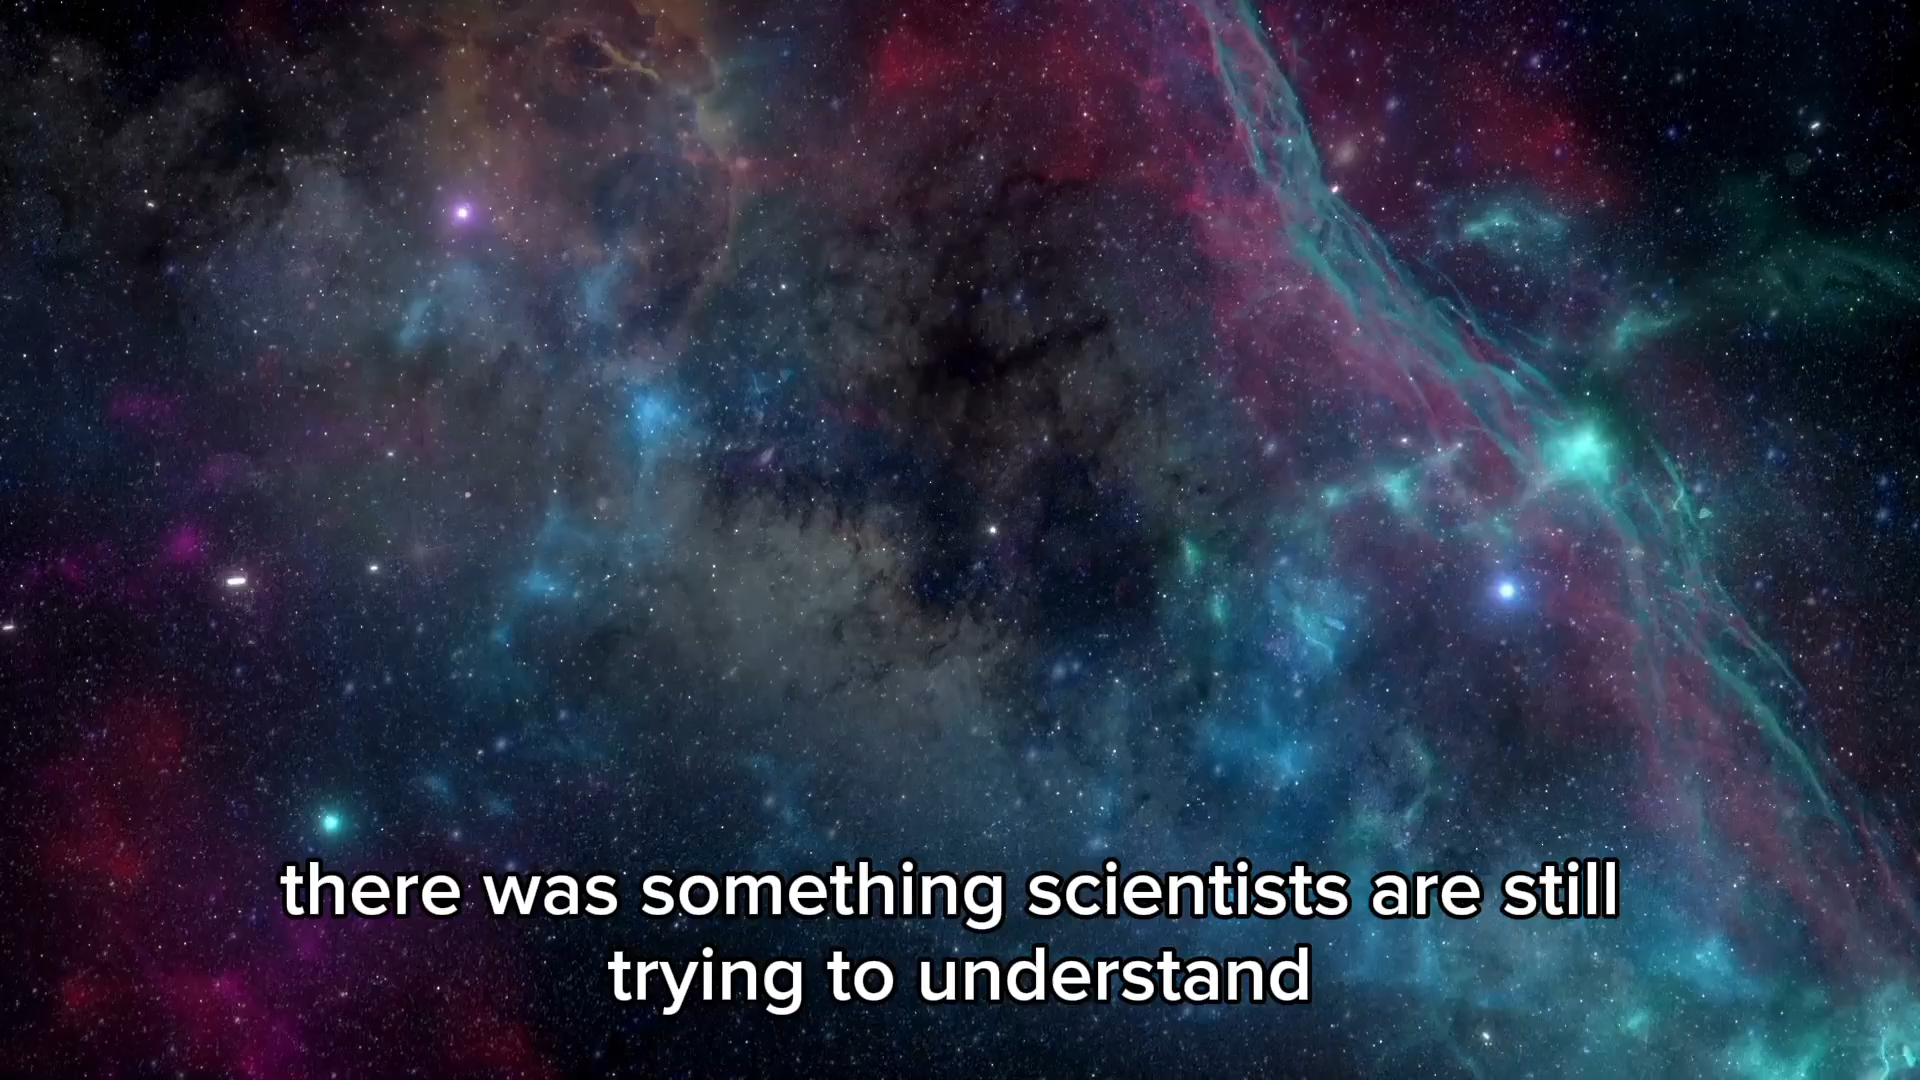 there was something scientists are still
trying to understand